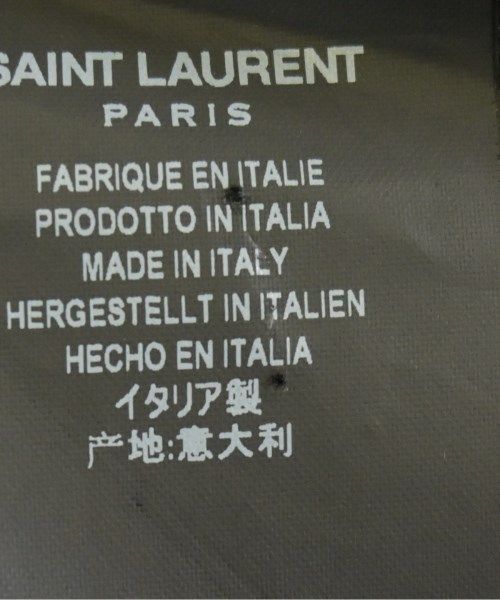 SAINT LAURENT
PARIS
FABRIQUE EN ITALIE
PRODOTTO IN ITALIA
MADE IN ITALY
HERGESTELLT IN ITALIEN
HECHO EN ITALIA
イタリア製
产地:意大利